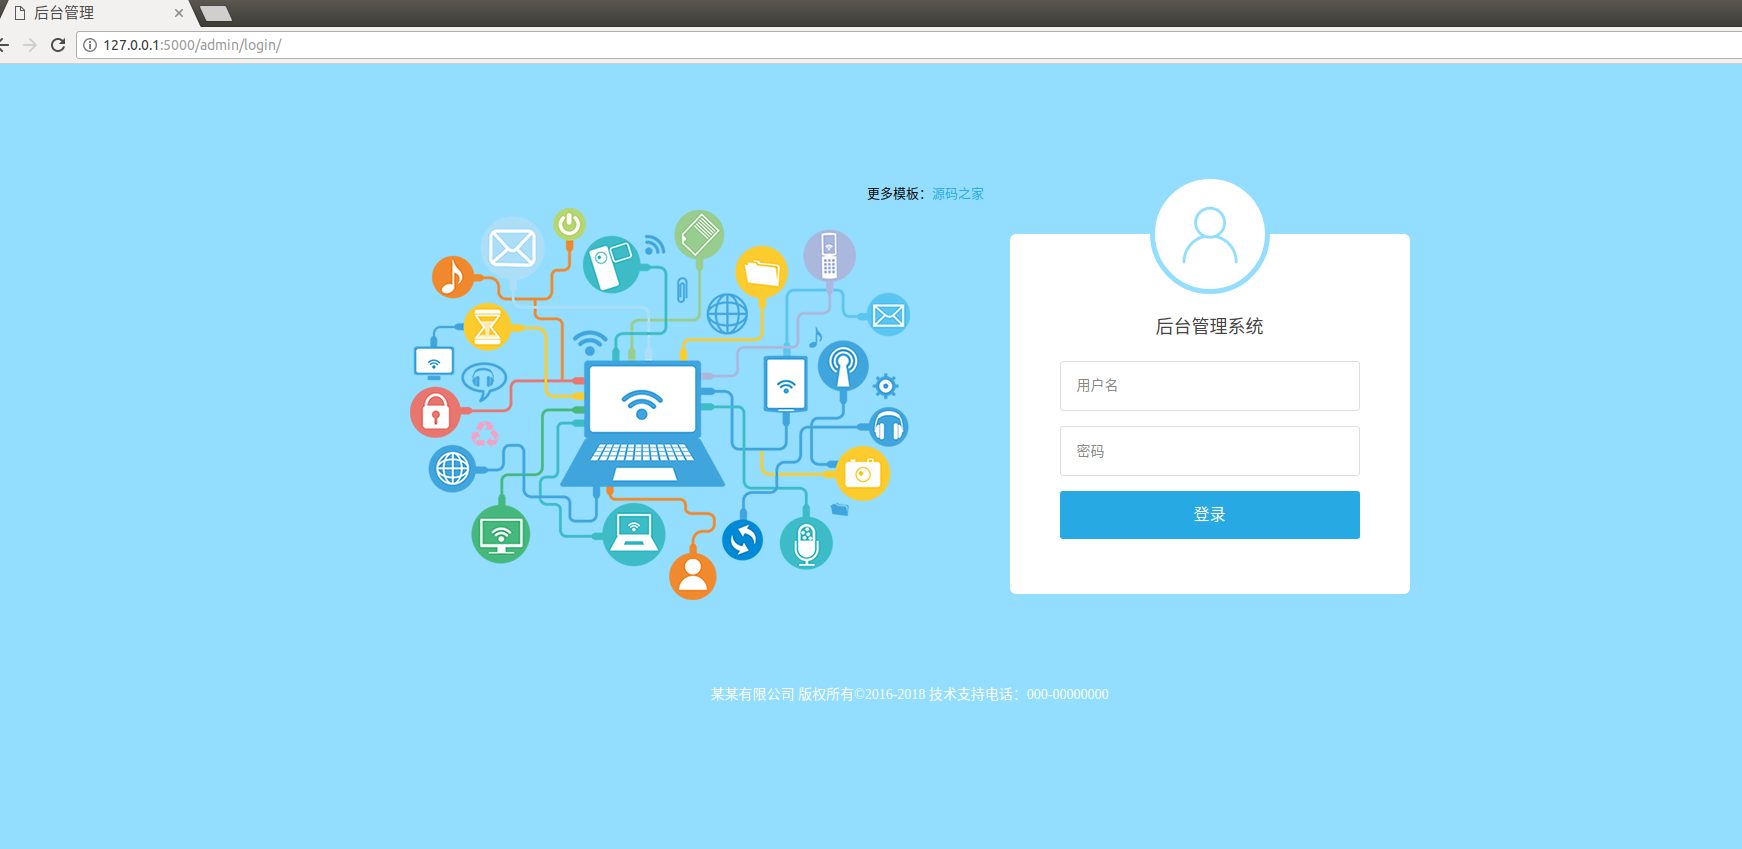 后台管理
127.0.0.1:5000/admin/login/
更多模板：源码之家
后台管理系统
用户名
密码
登录
某某有限公司 版权所有©2016-2018 技术支持电话：000-00000000